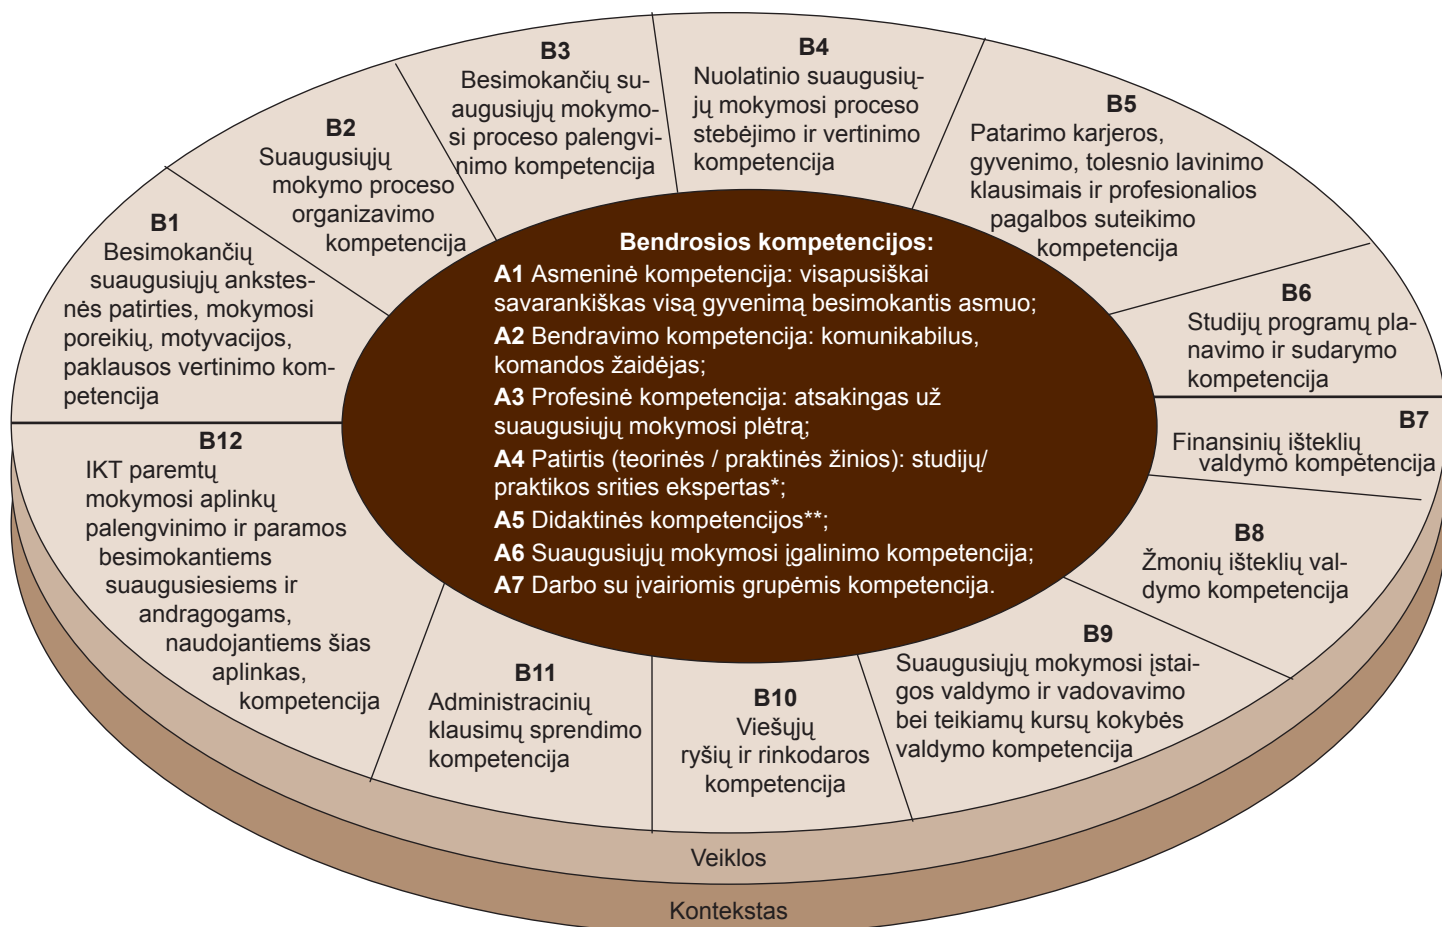 B1
Besimokančių
suaugusiųjų ankstes-
nės patirties, mokymosi
poreikių, motyvacijos,
paklausos vertinimo kom-
petencija
B2
Suaugusiųjų
mokymo proceso
organizavimo
kompetencija
B3
Besimokančių su-
augusiųjų mokymo-
si proceso palengvi-
nimo kompetencija
B4
Nuolatinio suaugusių-
jų mokymosi proceso
stebėjimo ir vertinimo
kompetencija
B5
Patarimo karjeros,
gyvenimo, tolesnio lavinimo
klausimais ir profesionalios
pagalbos suteikimo
kompetencija
B6
Studijų programų pla-
navimo ir sudarymo
kompetencija
B7
Finansinių išteklių
valdymo kompetencija
B8
Žmonių išteklių val-
dymo kompetencija
B9
Suaugusiųjų mokymosi įstai-
gos valdymo ir vadovavimo
bei teikiamų kursų kokybės
valdymo kompetencija
B10
Viešųjų
ryšių ir rinkodaros
kompetencija
B11
Administracinių
klausimų sprendimo
kompetencija
B12
IKT paremtų
mokymosi aplinkų
palengvinimo ir paramos
besimokantiems
suaugusiesiems ir
andragogams,
naudojantiems šias
aplinkas,
kompetencija
Bendrosios kompetencijos:
A1 Asmeninė kompetencija: visapusiškai
savarankiškas visą gyvenimą besimokantis asmuo;
A2 Bendravimo kompetencija: komunikabilus,
komandos žaidėjas;
A3 Profesinė kompetencija: atsakingas už
suaugusiųjų mokymosi plėtrą;
A4 Patirtis (teorinės / praktinės žinios): studijų/
praktikos srities ekspertas*;
A5 Didaktinės kompetencijos**;
A6 Suaugusiųjų mokymosi įgalinimo kompetencija;
A7 Darbo su įvairiomis grupėmis kompetencija.
Veiklos
Kontekstas